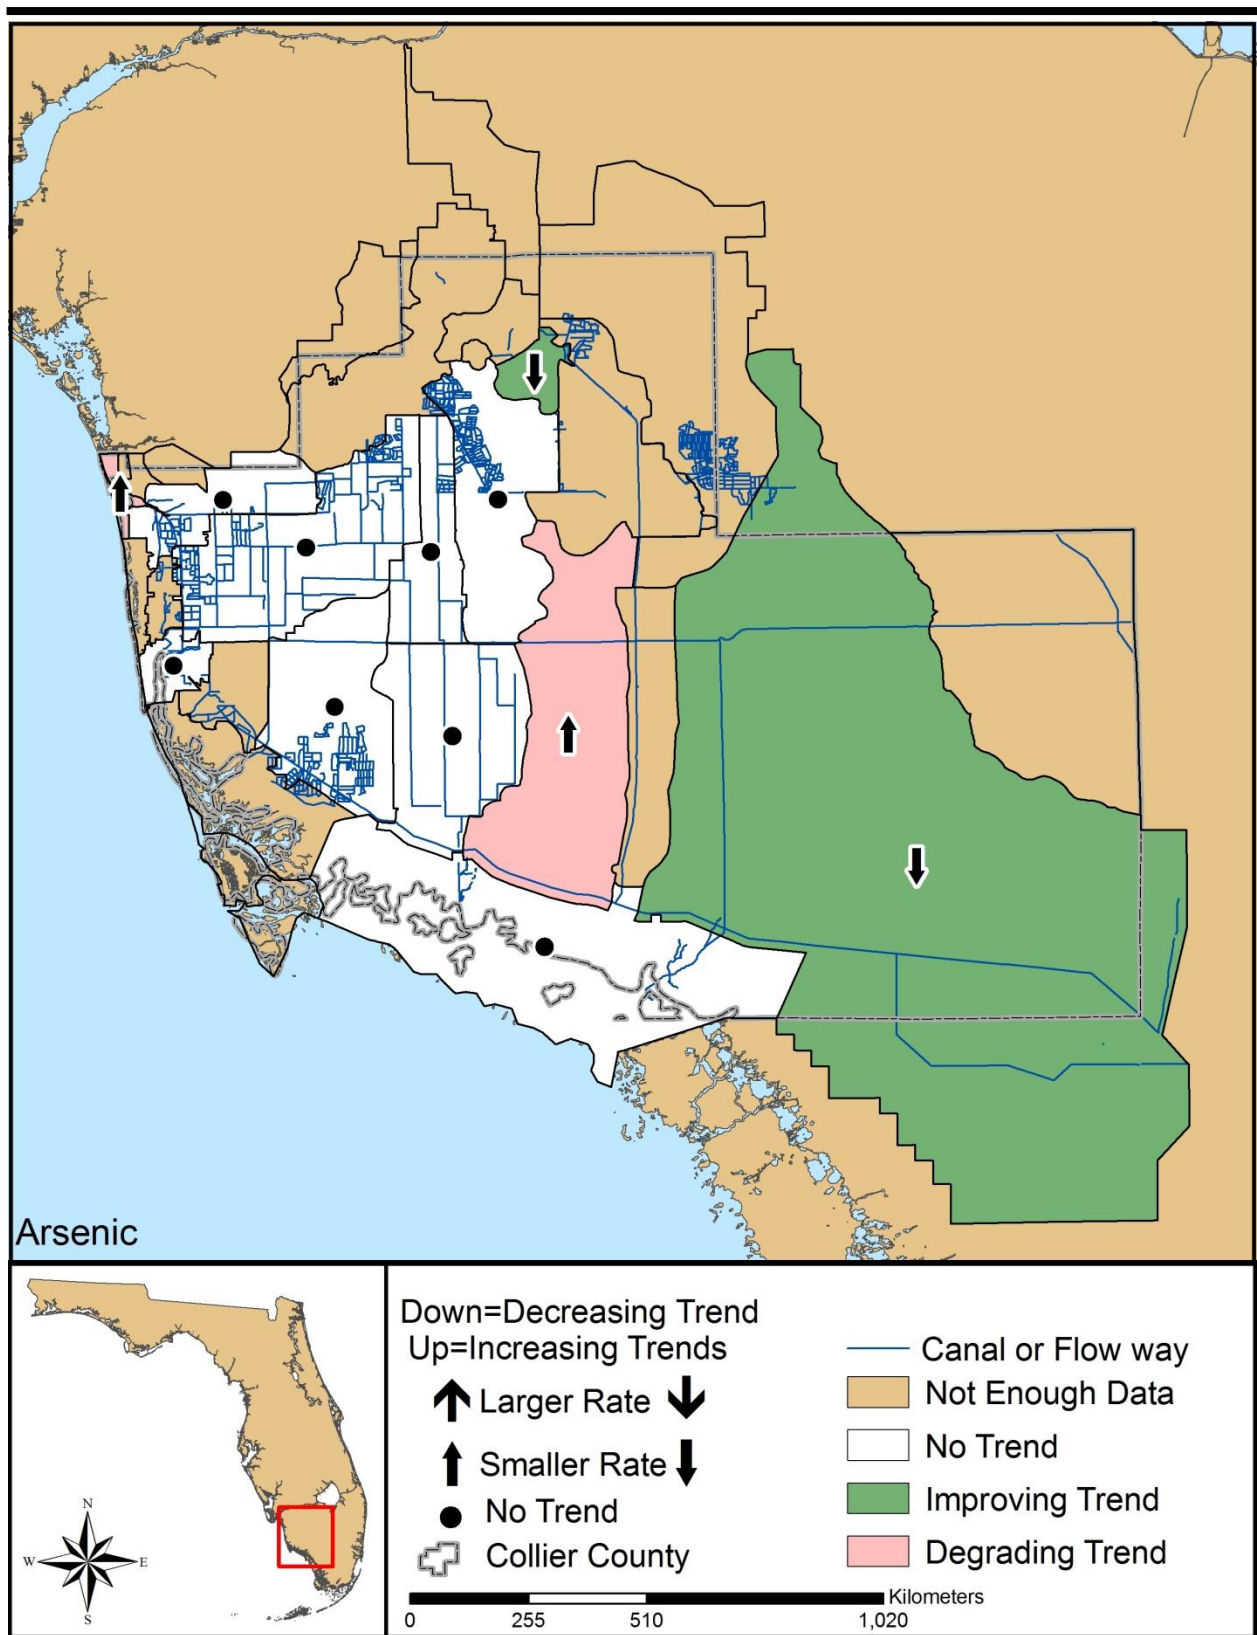 Arsenic
Down=Decreasing Trend
Up=Increasing Trends
Larger Rate
Smaller Rate
No Trend
Collier County
Canal or Flow way
Not Enough Data
No Trend
Improving Trend
Degrading Trend
Kilometers
0 255 510 1,020
N
W E
S